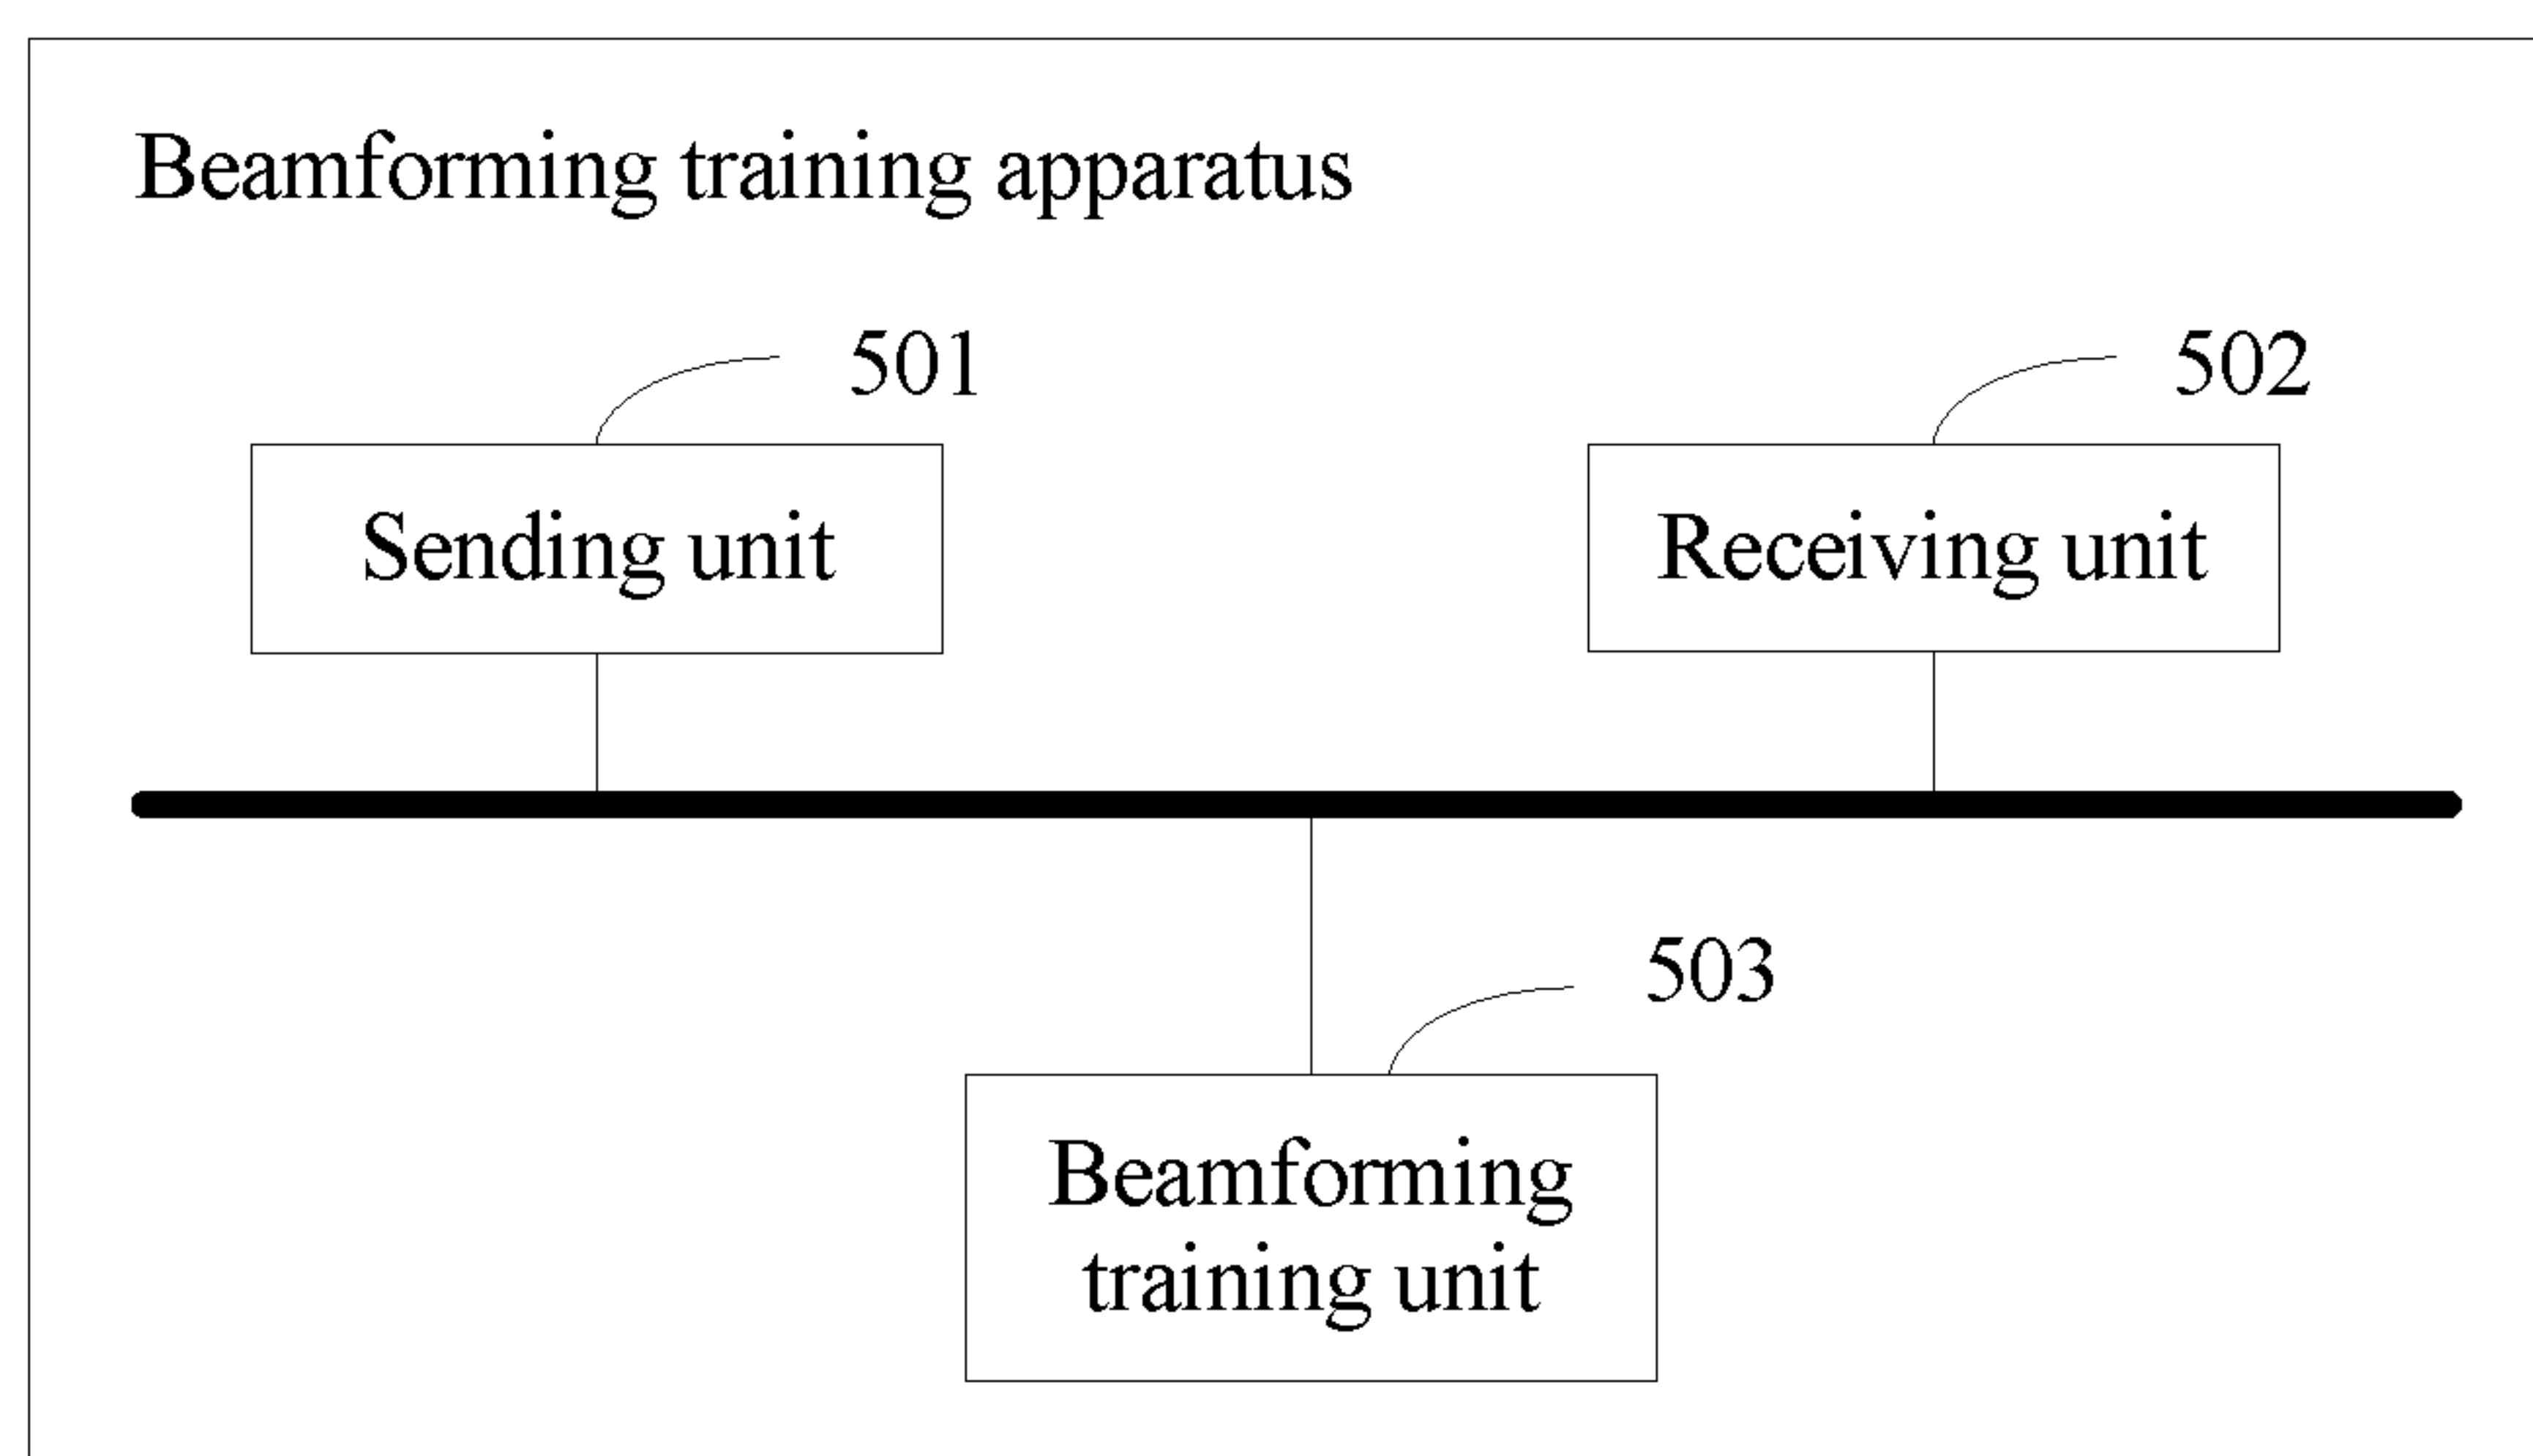 Beamforming training apparatus
501
502
Sending unit
Receiving unit
503
Beamforming
training unit